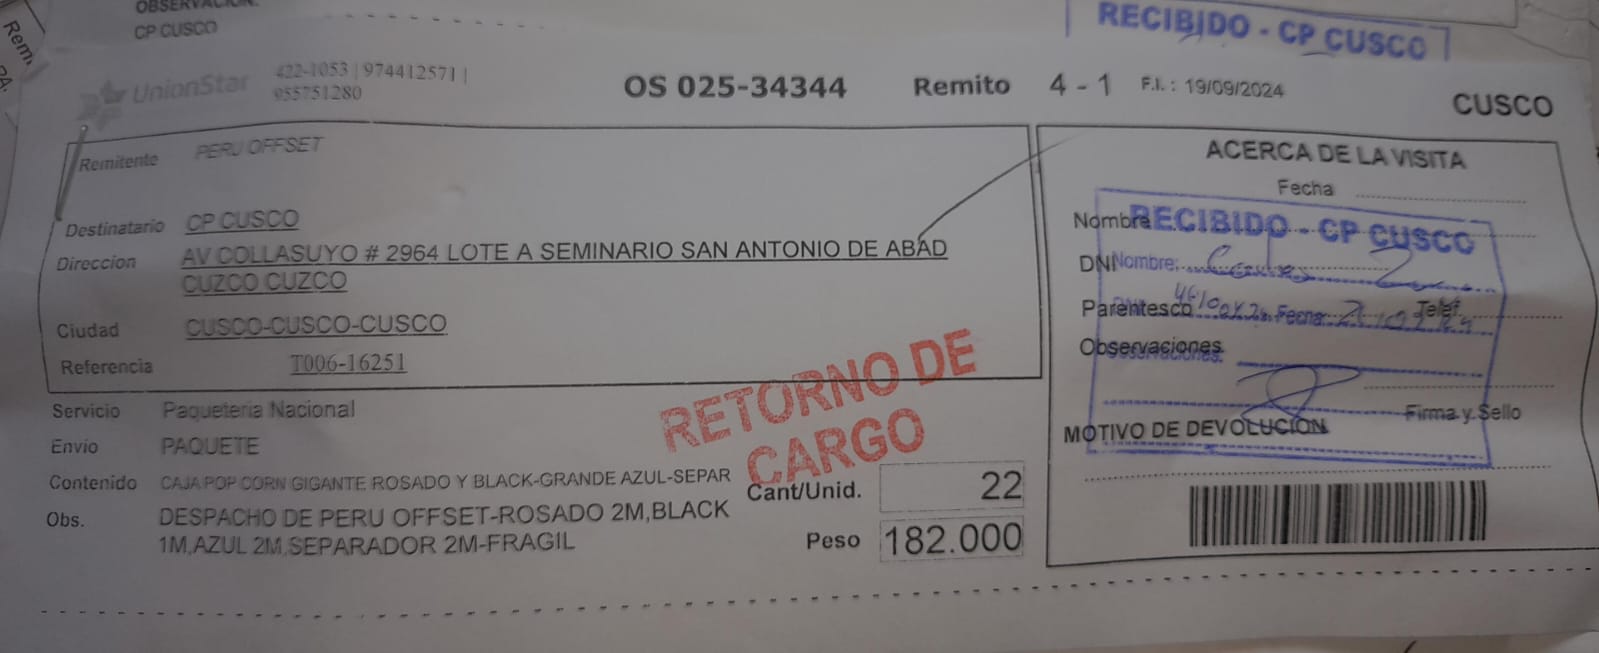 OBSERVACION:
CP CUSCO
Rem
RECIBIDO - CP CUSCO
UnionStar
422-1053 | 974412571 |
955751280
OS 025-34344 Remito 4 - 1 F.I. : 19/09/2024
CUSCO
Remitente PERU OFFSET
Destinatario CP CUSCO
Direccion AV COLLASUYO # 2964 LOTE A SEMINARIO SAN ANTONIO DE ABAD
CUZCO CUZCO
Ciudad CUSCO-CUSCO-CUSCO
Referencia T006-16251
Servicio Paqueteria Nacional
Envio PAQUETE
Contenido CAJA POP CORN GIGANTE ROSADO Y BLACK-GRANDE AZUL-SEPAR
Obs. DESPACHO DE PERU OFFSET-ROSADO 2M,BLACK
1M,AZUL 2M,SEPARADOR 2M-FRAGIL
RETORNO DE
CARGO
Cant/Unid. 22
Peso 182.000
ACERCA DE LA VISITA
Fecha
Nombre
RECIBIDO - CP CUSCO
DNI
Nombre:
Parentesco
Fecha:
Telef.
Observaciones
Observaciones:
Firma y Sello
MOTIVO DE DEVOLUCION